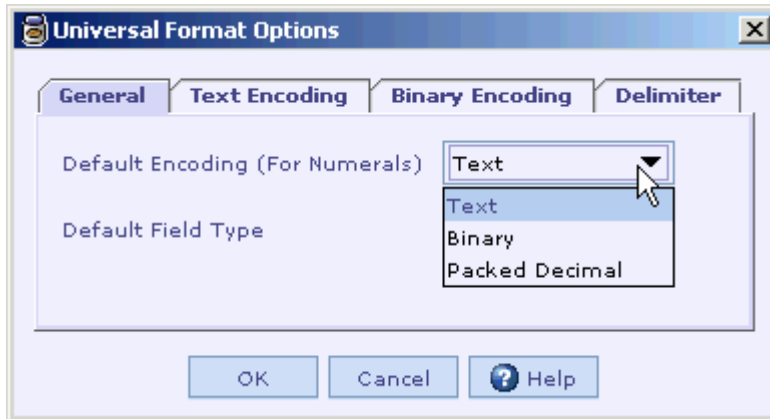 Universal Format Options
General Text Encoding Binary Encoding Delimiter
Default Encoding (For Numerals) Text
Text
Default Field Type
Binary
Packed Decimal
OK Cancel Help